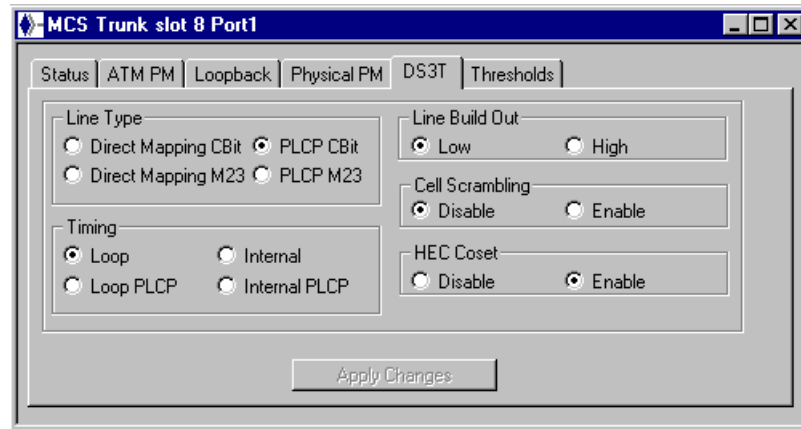 MCS Trunk slot 8 Port1
Status ATM PM Loopback Physical PM DS3T Thresholds
Line Type
Direct Mapping CBit PLCP CBit
Direct Mapping M23 PLCP M23
Timing
Loop Internal
Loop PLCP Internal PLCP
Line Build Out
Low High
Cell Scrambling
Disable Enable
HEC Coset
Disable Enable
Apply Changes